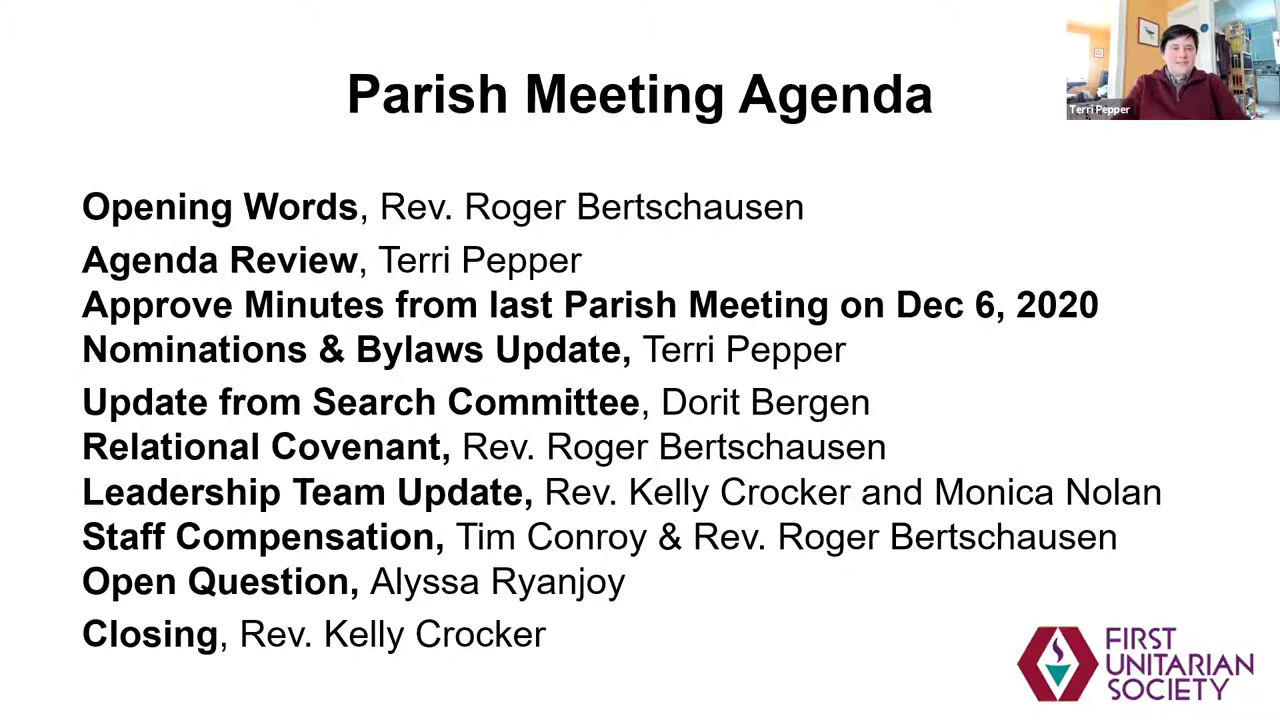 Parish Meeting Agenda
Terri Pepper
Opening Words, Rev. Roger Bertschausen
Agenda Review, Terri Pepper
Approve Minutes from last Parish Meeting on Dec 6, 2020
Nominations & Bylaws Update, Terri Pepper
Update from Search Committee, Dorit Bergen
Relational Covenant, Rev. Roger Bertschausen
Leadership Team Update, Rev. Kelly Crocker and Monica Nolan
Staff Compensation, Tim Conroy & Rev. Roger Bertschausen
Open Question, Alyssa Ryanjoy
Closing, Rev. Kelly Crocker
FIRST
UNITARIAN
SOCIETY